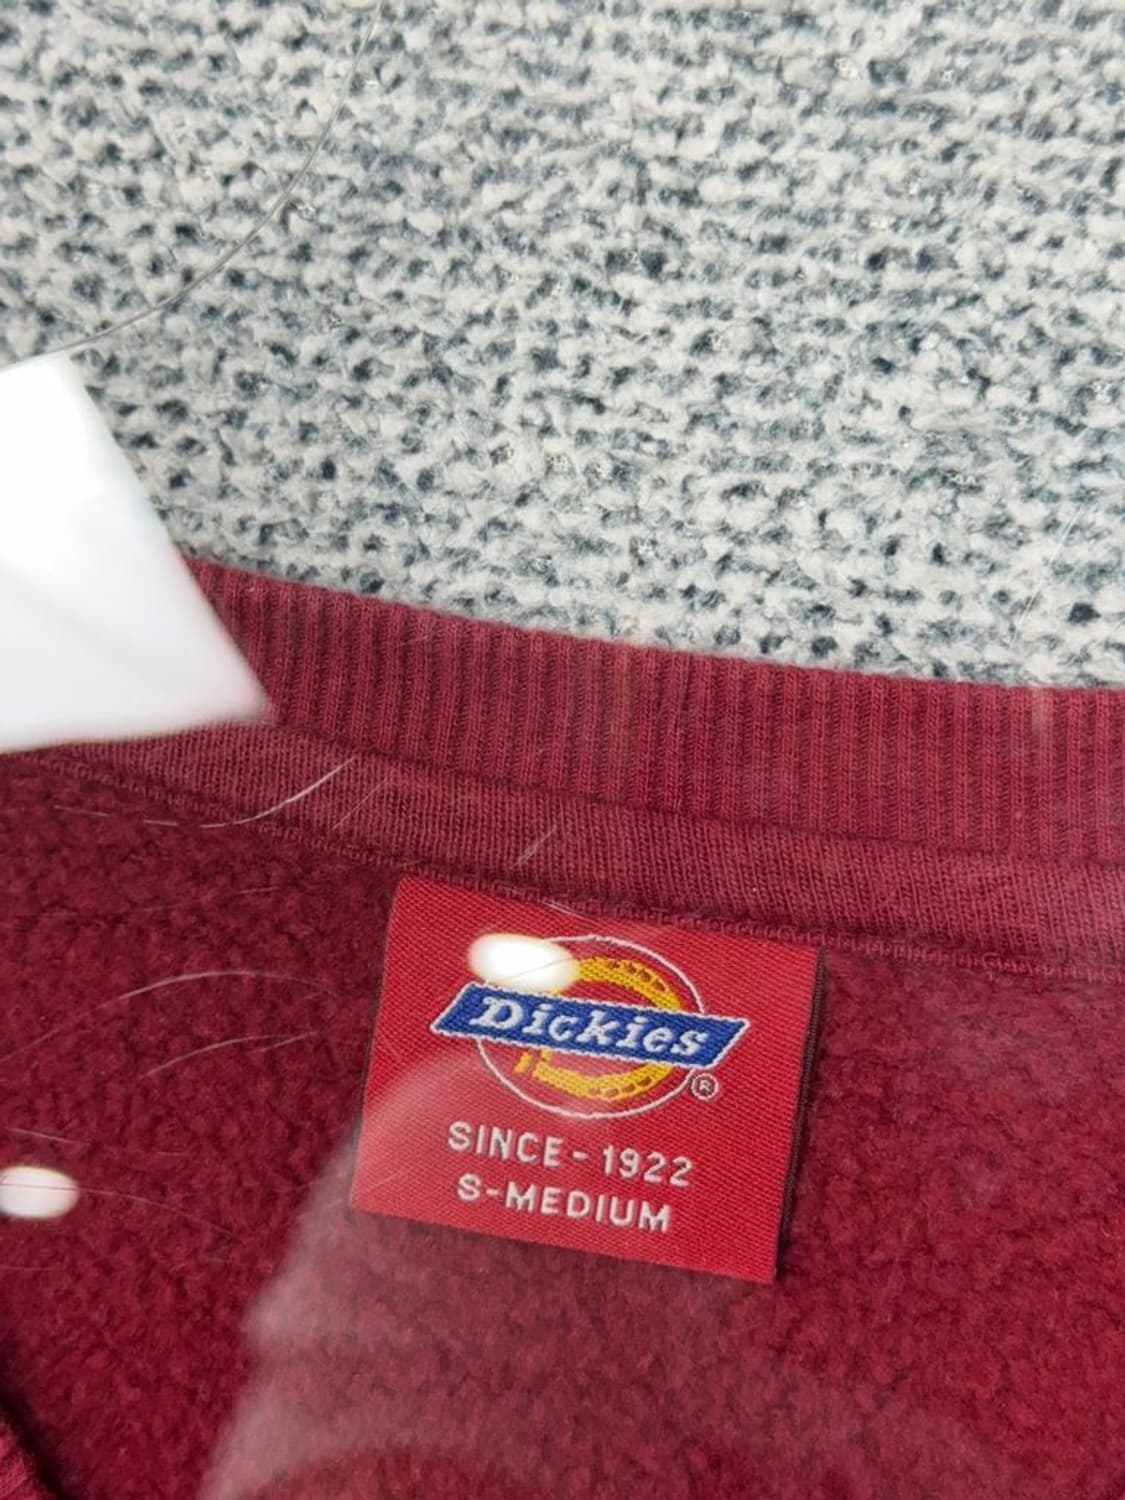 Dickies
®
SINCE-1922
S-MEDIUM